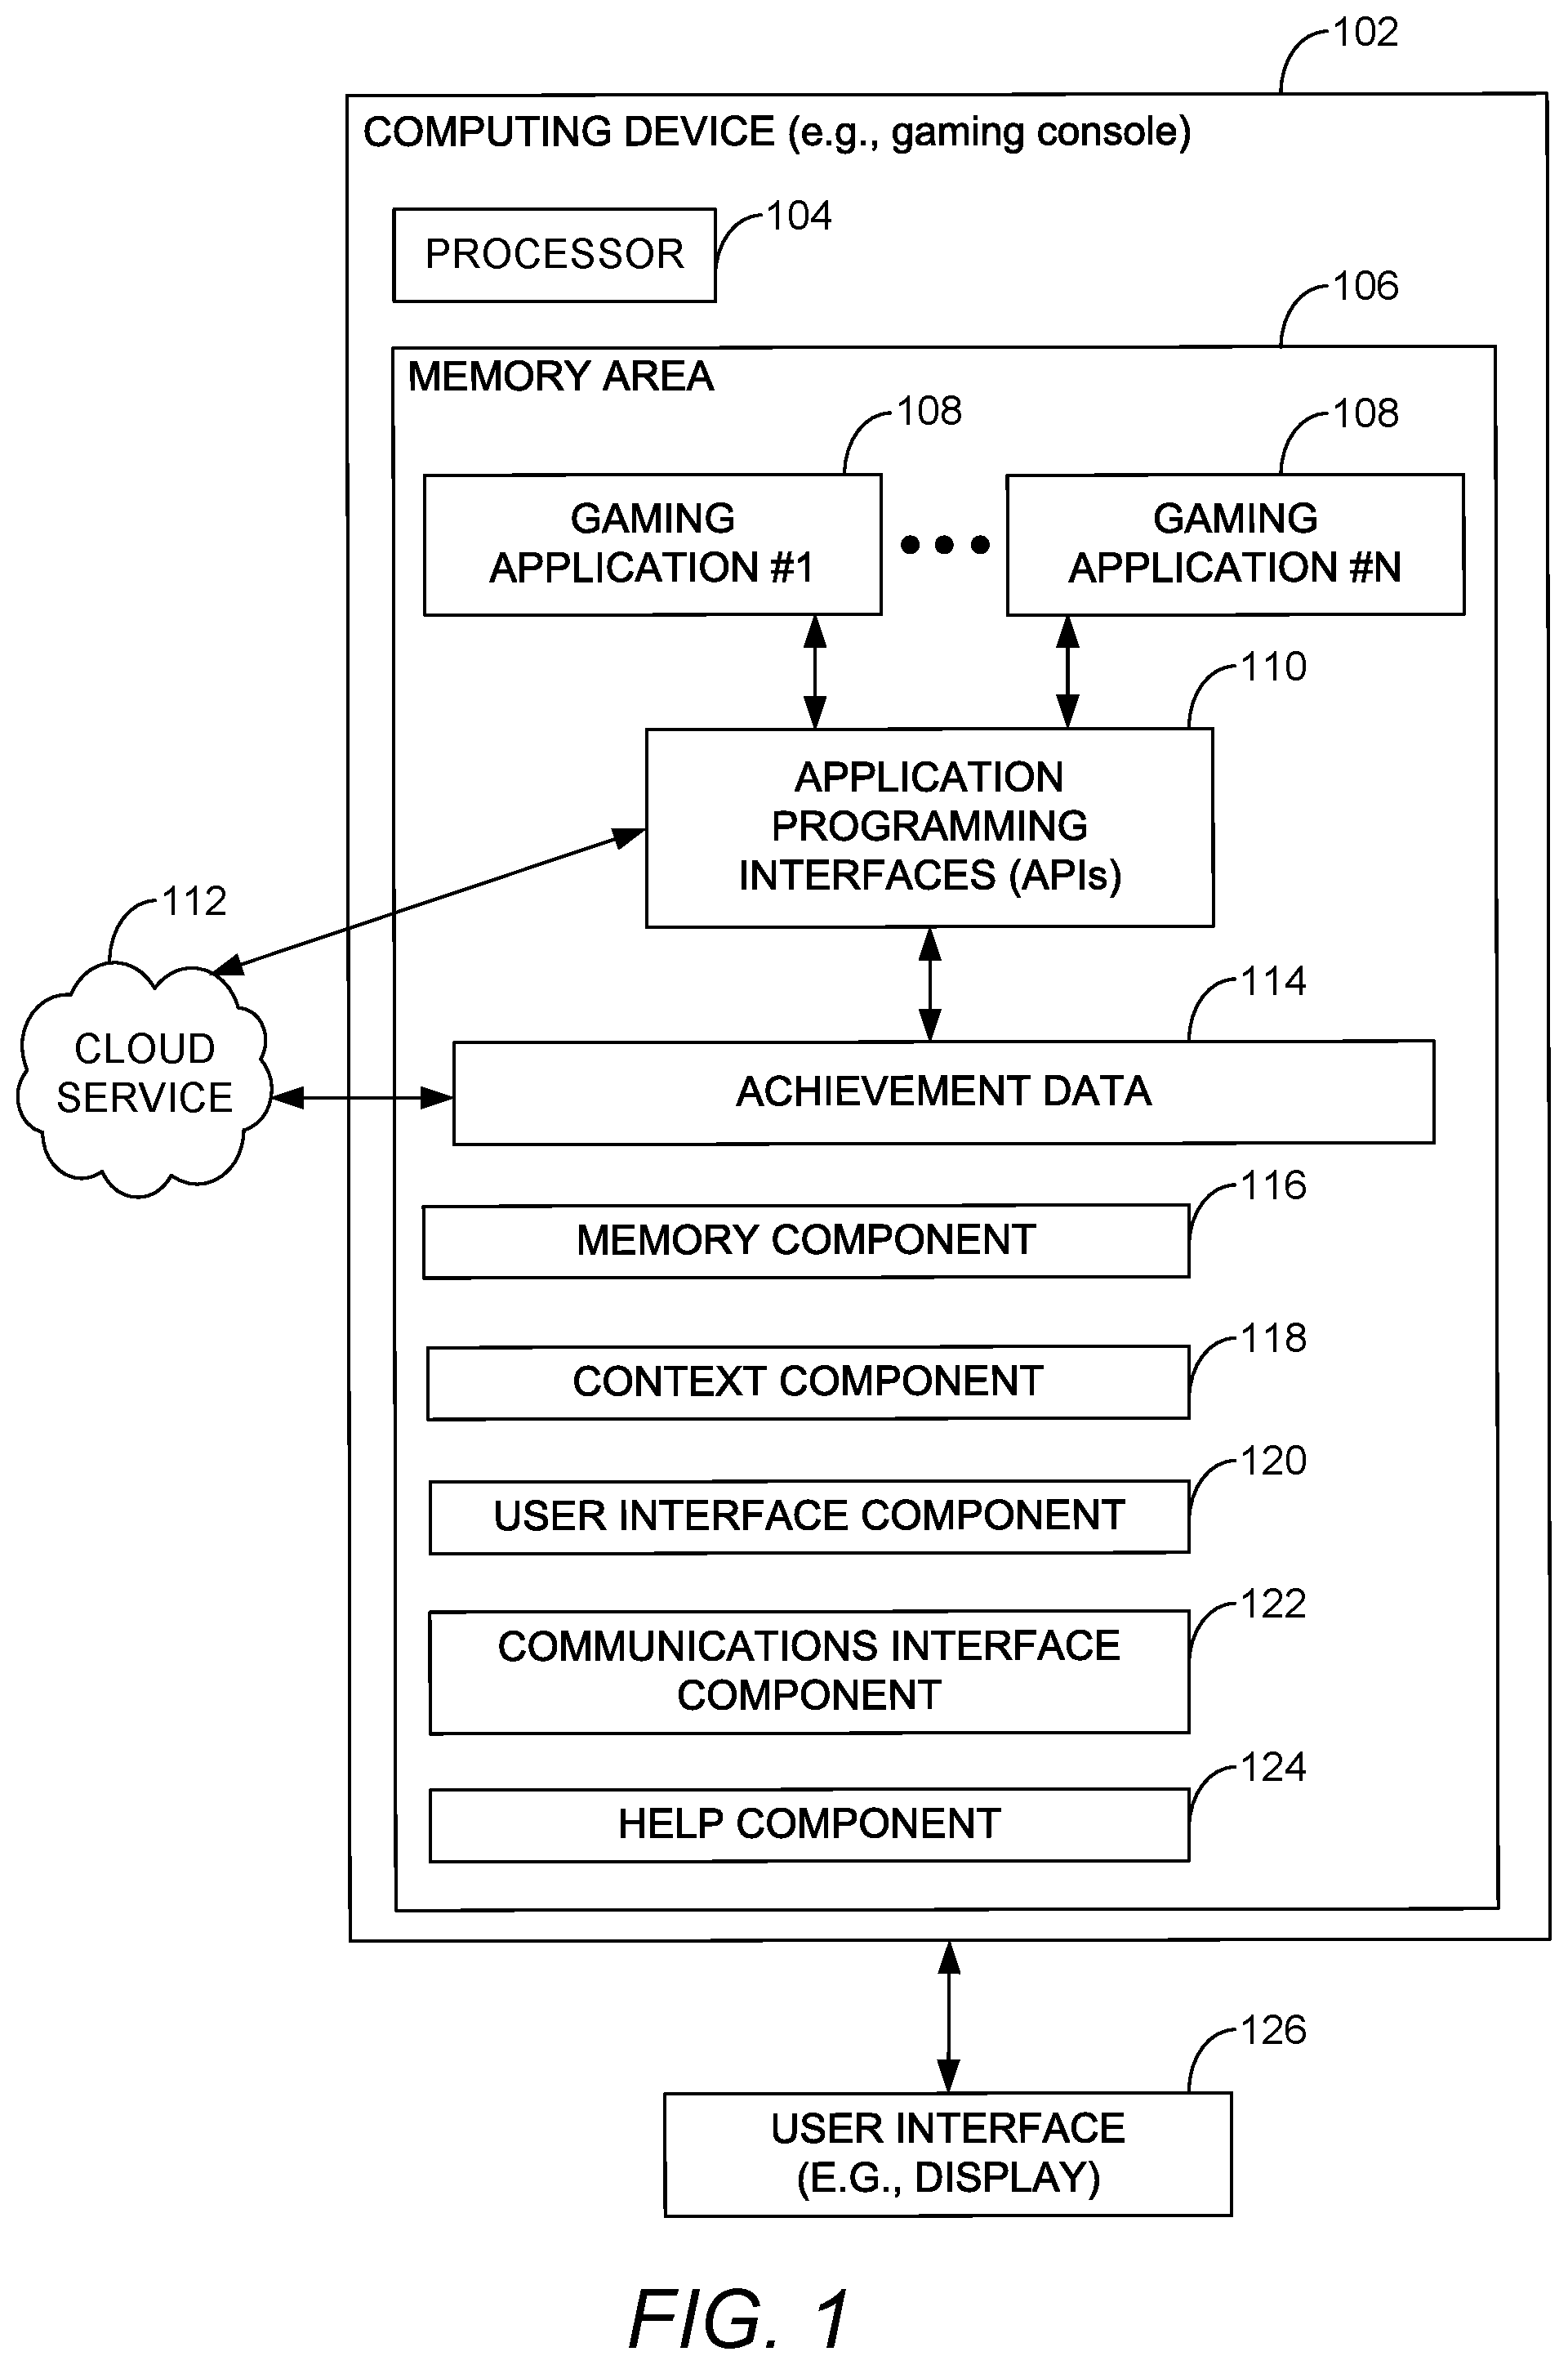 102
COMPUTING DEVICE (e.g., gaming console)
104
PROCESSOR
106
MEMORY AREA
108
108
GAMING
APPLICATION #1
GAMING
APPLICATION #N
110
APPLICATION
PROGRAMMING
INTERFACES (APIs)
112
CLOUD
SERVICE
114
ACHIEVEMENT DATA
116
MEMORY COMPONENT
118
CONTEXT COMPONENT
120
USER INTERFACE COMPONENT
122
COMMUNICATIONS INTERFACE
COMPONENT
124
HELP COMPONENT
126
USER INTERFACE
(E.G., DISPLAY)
FIG. 1